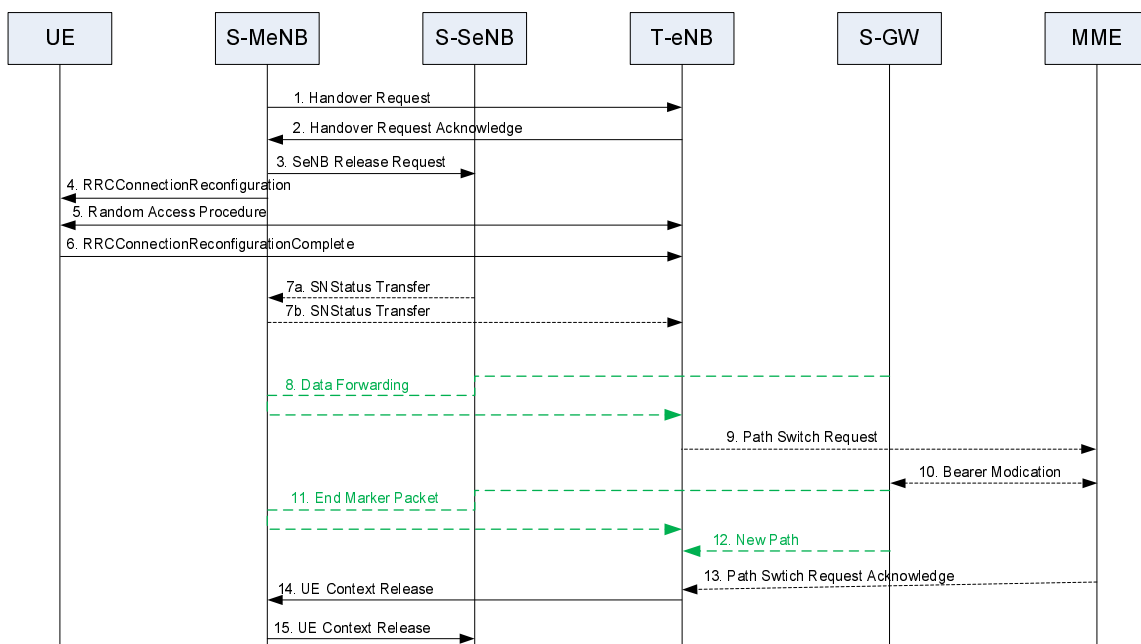 UE
S-MeNB
S-SeNB
T-eNB
S-GW
MME
1. Handover Request
2. Handover Request Acknowledge
3. SeNB Release Request
4. RRCConnectionReconfiguration
5. Random Access Procedure
6. RRCConnectionReconfigurationComplete
7a. SNStatus Transfer
7b. SNStatus Transfer
8. Data Forwarding
9. Path Switch Request
10. Bearer Modication
11. End Marker Packet
12. New Path
13. Path Swtich Request Acknowledge
14. UE Context Release
15. UE Context Release